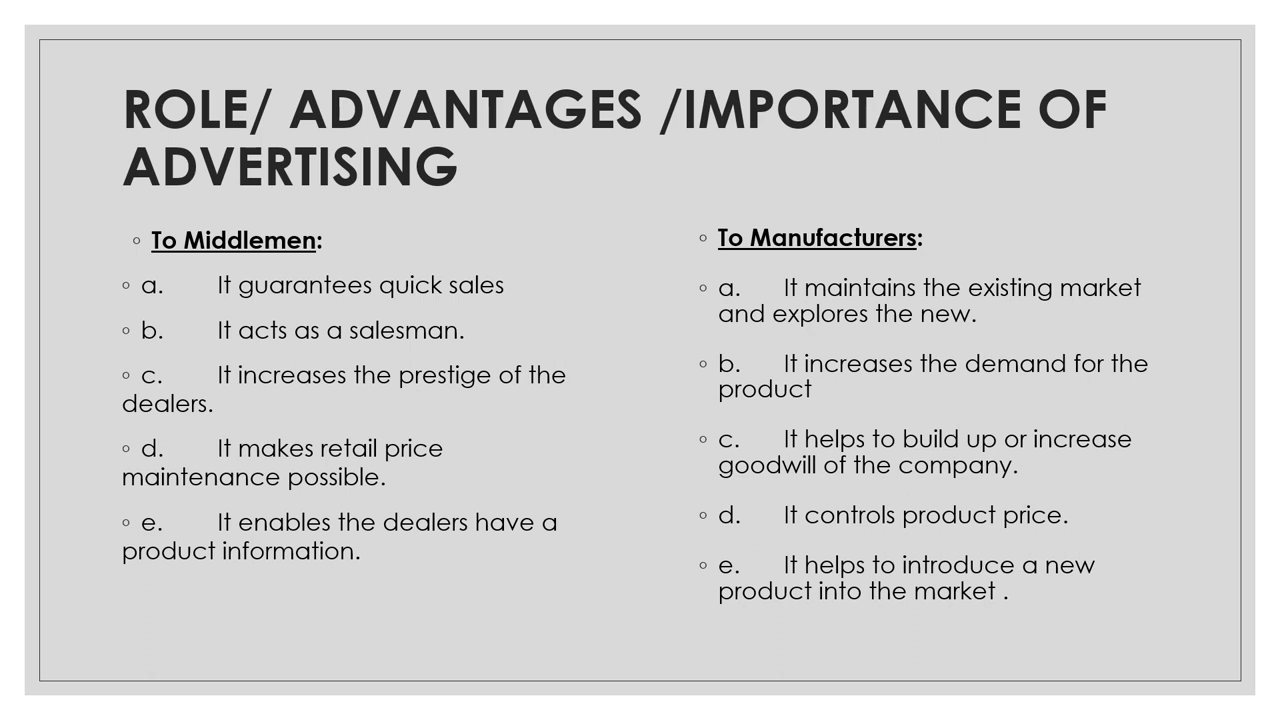 ROLE/ ADVANTAGES /IMPORTANCE OF
ADVERTISING
◦ To Middlemen:
◦ a. It guarantees quick sales
◦ b. It acts as a salesman.
◦ c. It increases the prestige of the
dealers.
◦ d. It makes retail price
maintenance possible.
◦ e. It enables the dealers have a
product information.
◦ To Manufacturers:
◦ a. It maintains the existing market
and explores the new.
◦ b. It increases the demand for the
product
◦ c. It helps to build up or increase
goodwill of the company.
◦ d. It controls product price.
◦ e. It helps to introduce a new
product into the market .